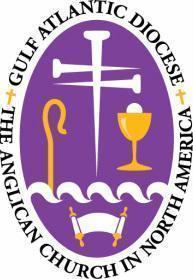 GULF ATLANTIC DIOCESE
THE ANGLICAN CHURCH IN NORTH AMERICA